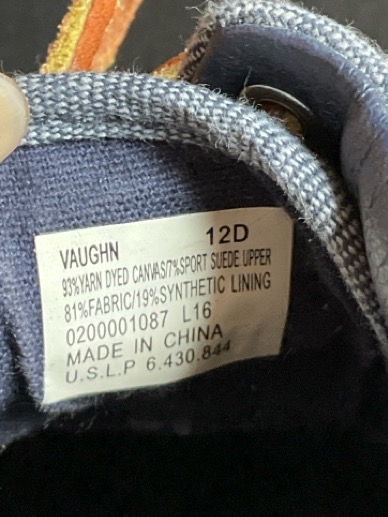 VAUGHN 12D
93%YARN DYED CANVAS/7%SPORT SUEDE UPPER
81%FABRIC/19%SYNTHETIC LINING
0200001087 L16
MADE IN CHINA
U.S.L.P 6.430.844